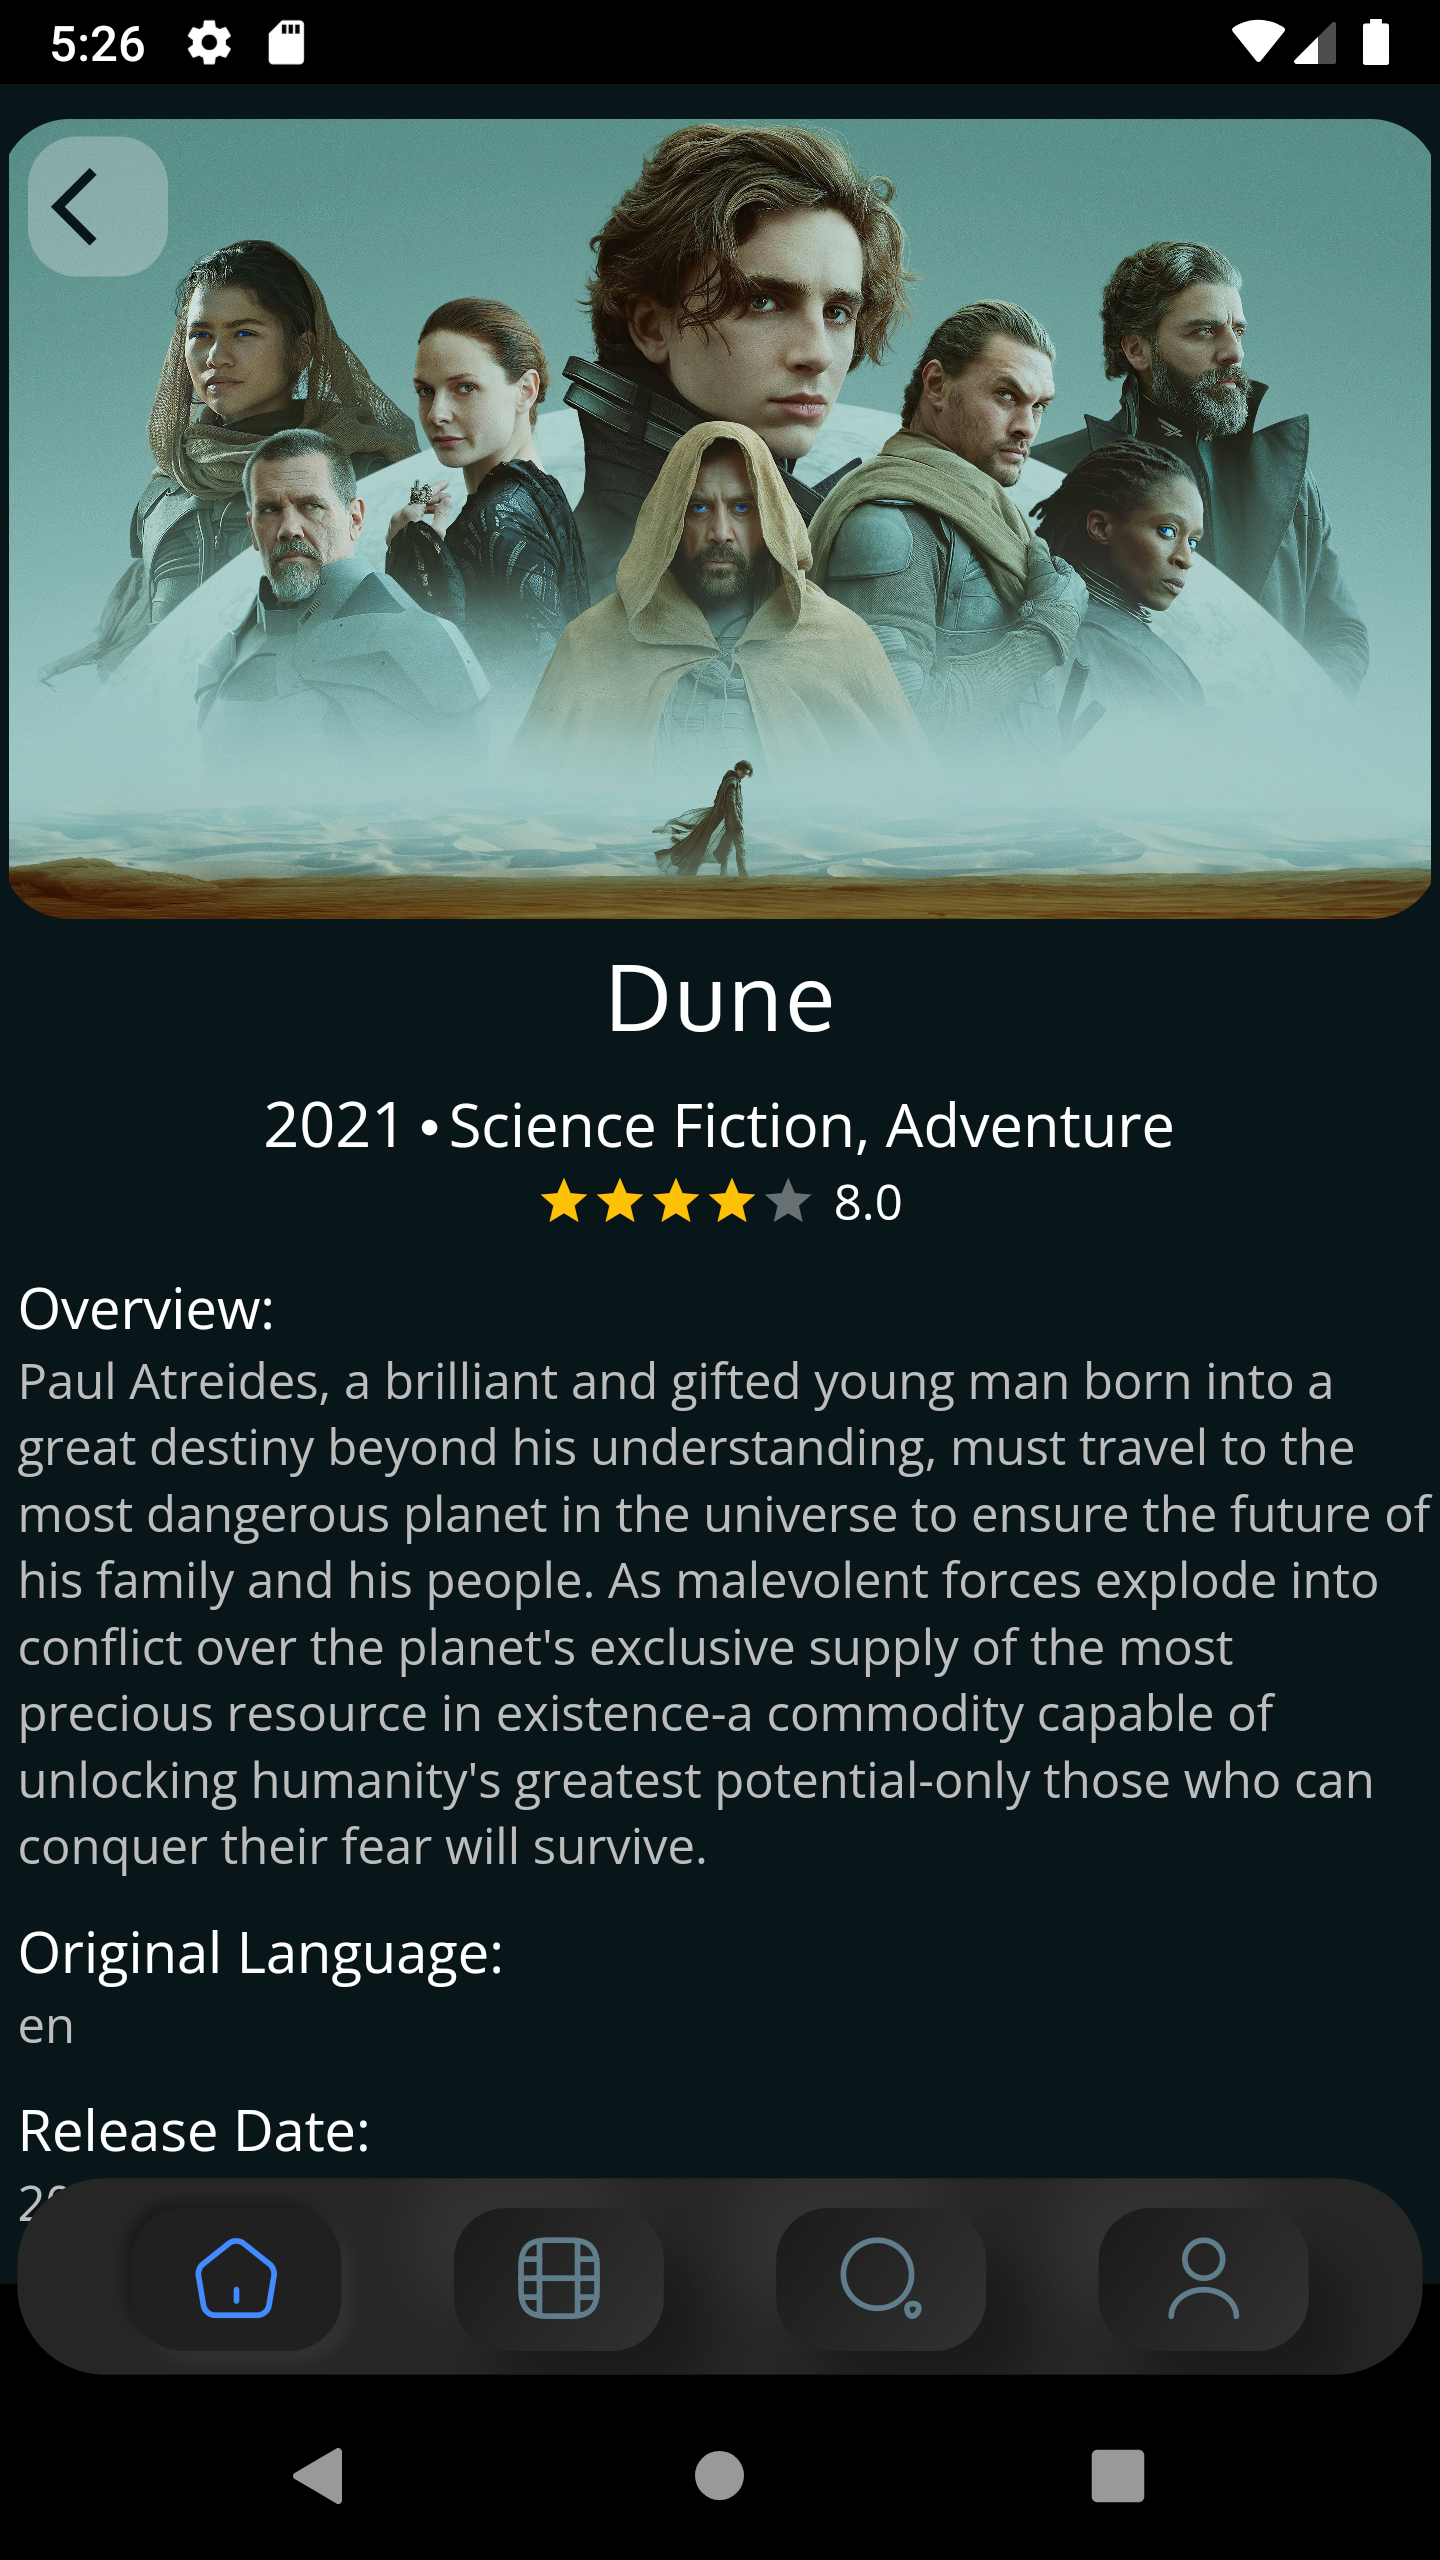 5:26
Dune
2021 • Science Fiction, Adventure
8.0
Overview:
Paul Atreides, a brilliant and gifted young man born into a
great destiny beyond his understanding, must travel to the
most dangerous planet in the universe to ensure the future of
his family and his people. As malevolent forces explode into
conflict over the planet's exclusive supply of the most
precious resource in existence-a commodity capable of
unlocking humanity's greatest potential-only those who can
conquer their fear will survive.
Original Language:
en
Release Date: